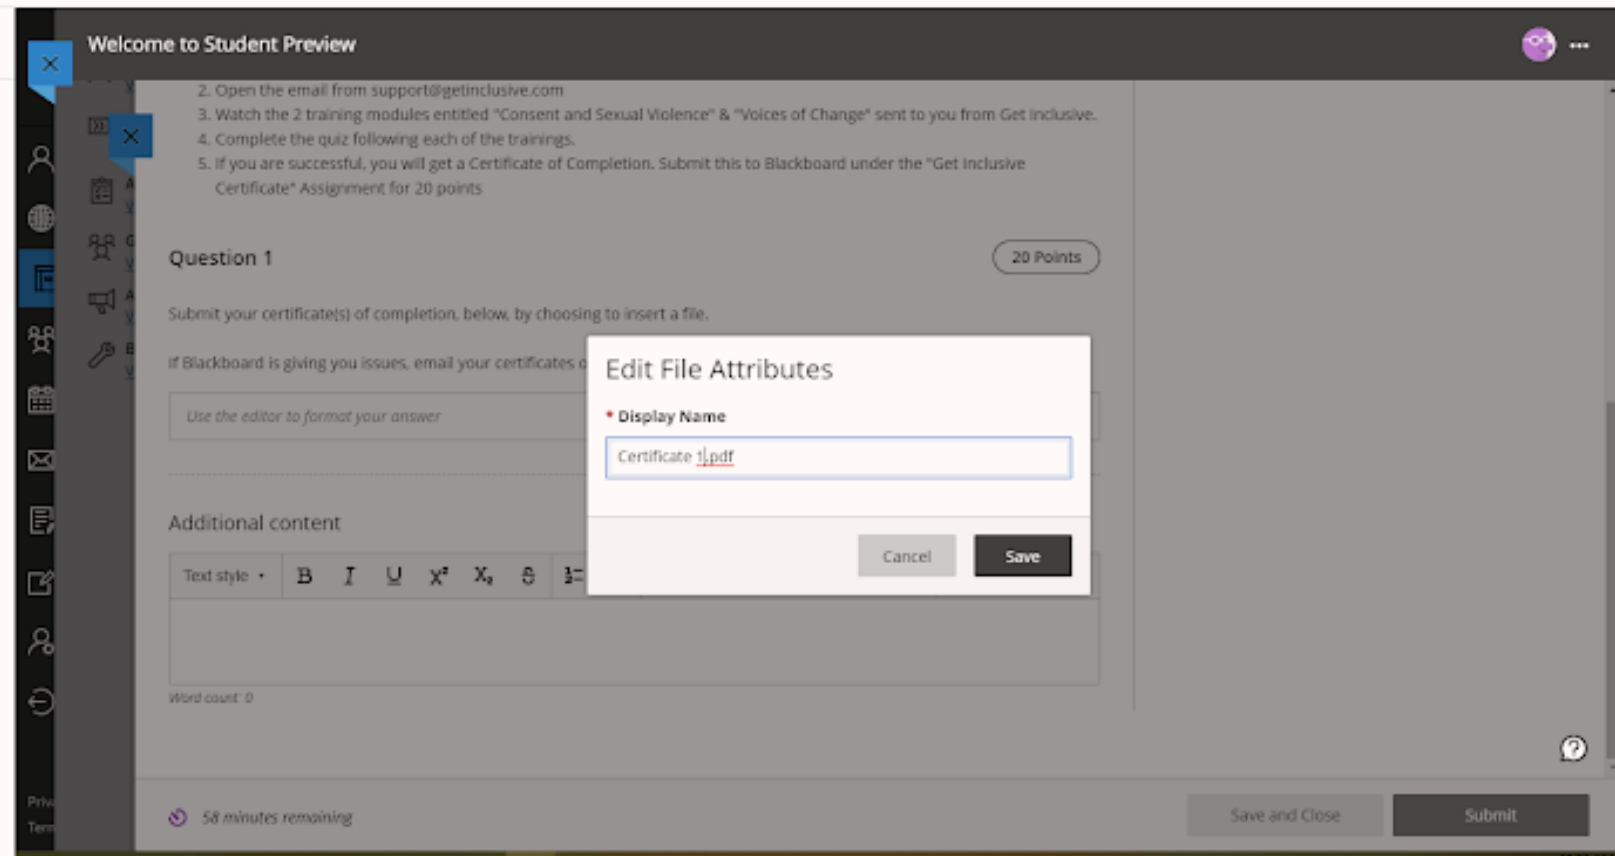 Welcome to Student Preview
2. Open the email from support@getinclusive.com
3. Watch the 2 training modules entitled "Consent and Sexual Violence" & "Voices of Change" sent to you from Get Inclusive.
4. Complete the quiz following each of the trainings.
5. If you are successful, you will get a Certificate of Completion. Submit this to Blackboard under the "Get Inclusive
Certificate" Assignment for 20 points
Question 1
20 Points
Submit your certificate(s) of completion, below, by choosing to insert a file.
If Blackboard is giving you issues, email your certificates
Edit File Attributes
* Display Name
Certificate 1.pdf
Cancel
Save
Use the editor to format your answer
Additional content
Text style
Word count: 0
58 minutes remaining
Save and Close
Submit